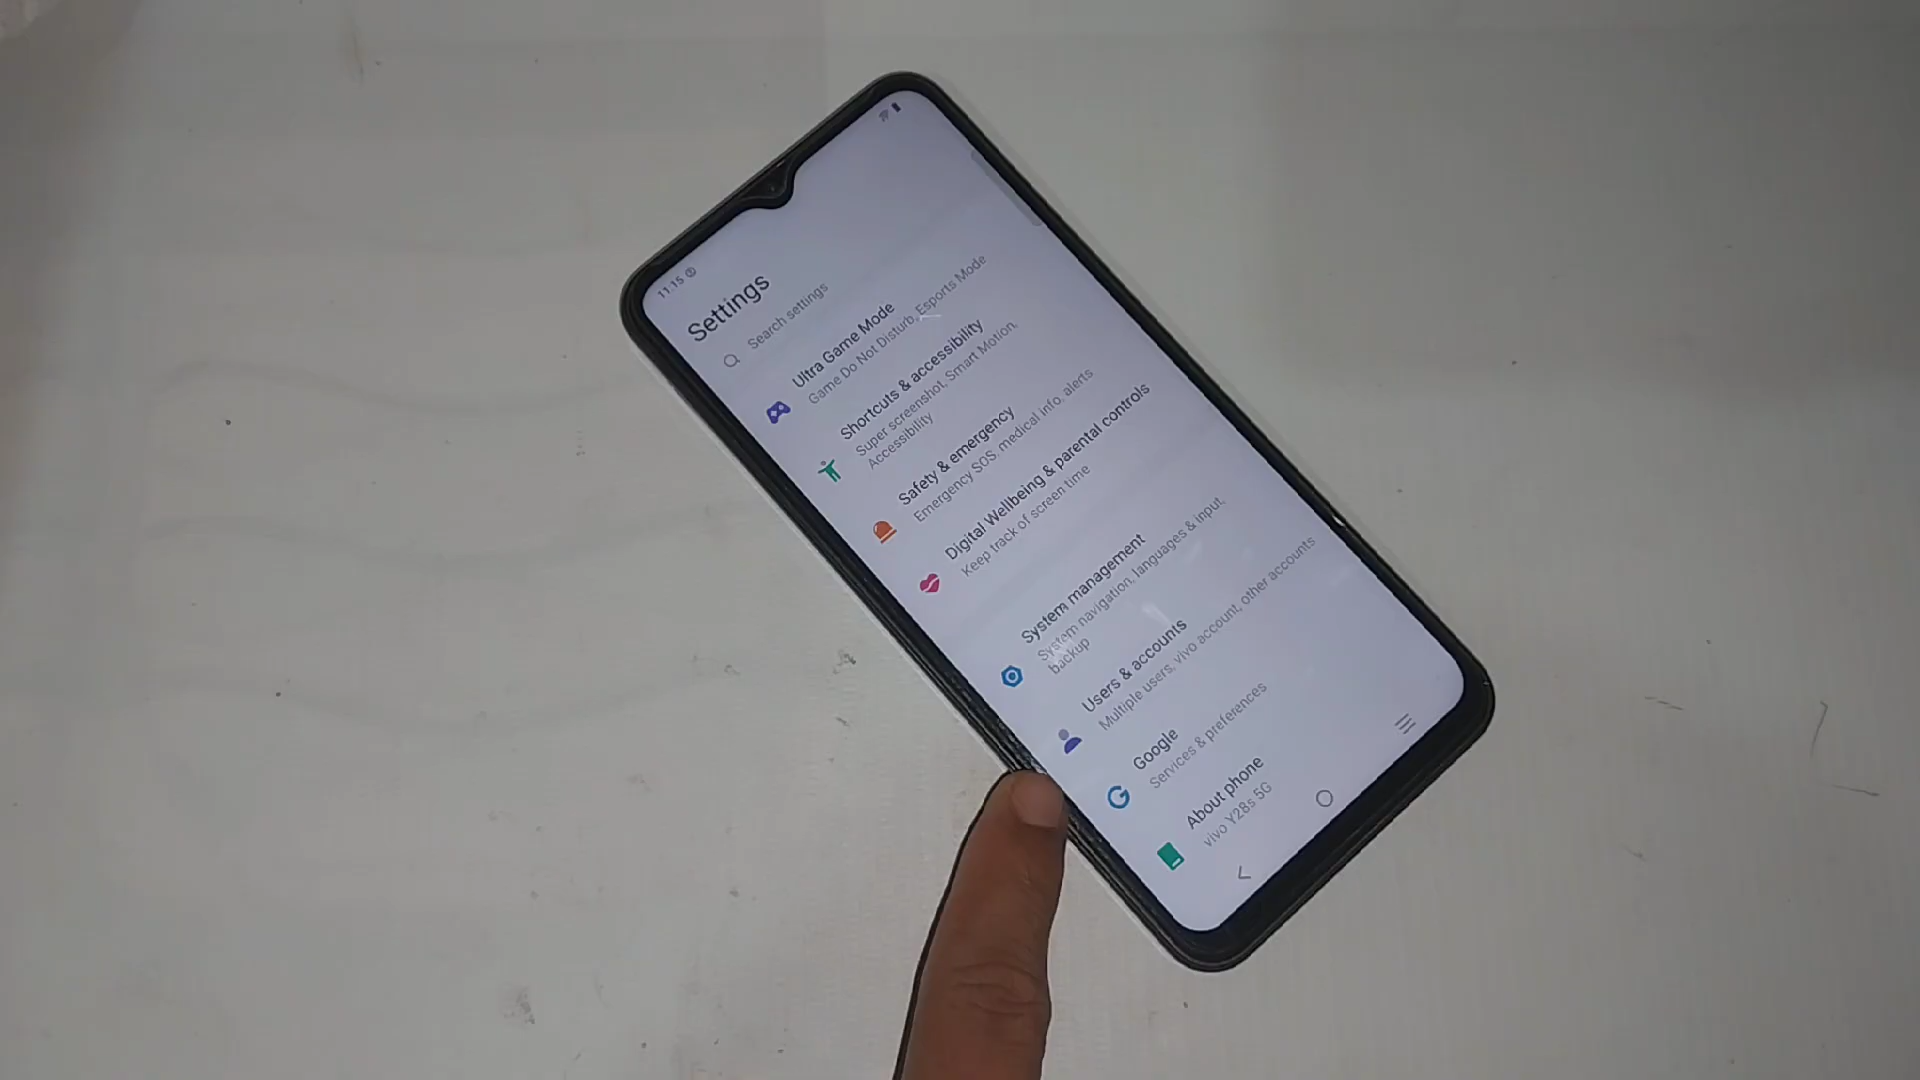 11:15
Settings
Search settings
Ultra Game Mode
Game Do Not Disturb, Esports Mode
Shortcuts & accessibility
Super screenshot, Smart Motion,
Accessibility
Safety & emergency
Emergency SOS, medical info, alerts
Digital Wellbeing & parental controls
Keep track of screen time
System management
System navigation, languages & input,
backup
Users & accounts
Multiple users, vivo account, other accounts
Google
Services & preferences
About phone
vivo Y28s 5G